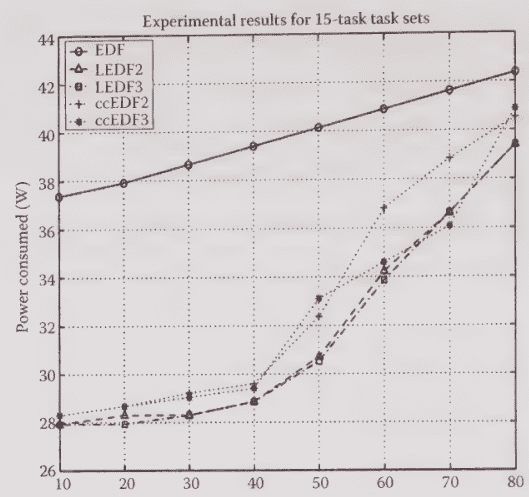 Experimental results for 15-task task sets
44
42
40
38
36
34
32
30
28
26
EDF
LEDF2
LEDF3
ccEDF2
ccEDF3
Power consumed (W)
10 20 30 40 50 60 70 80